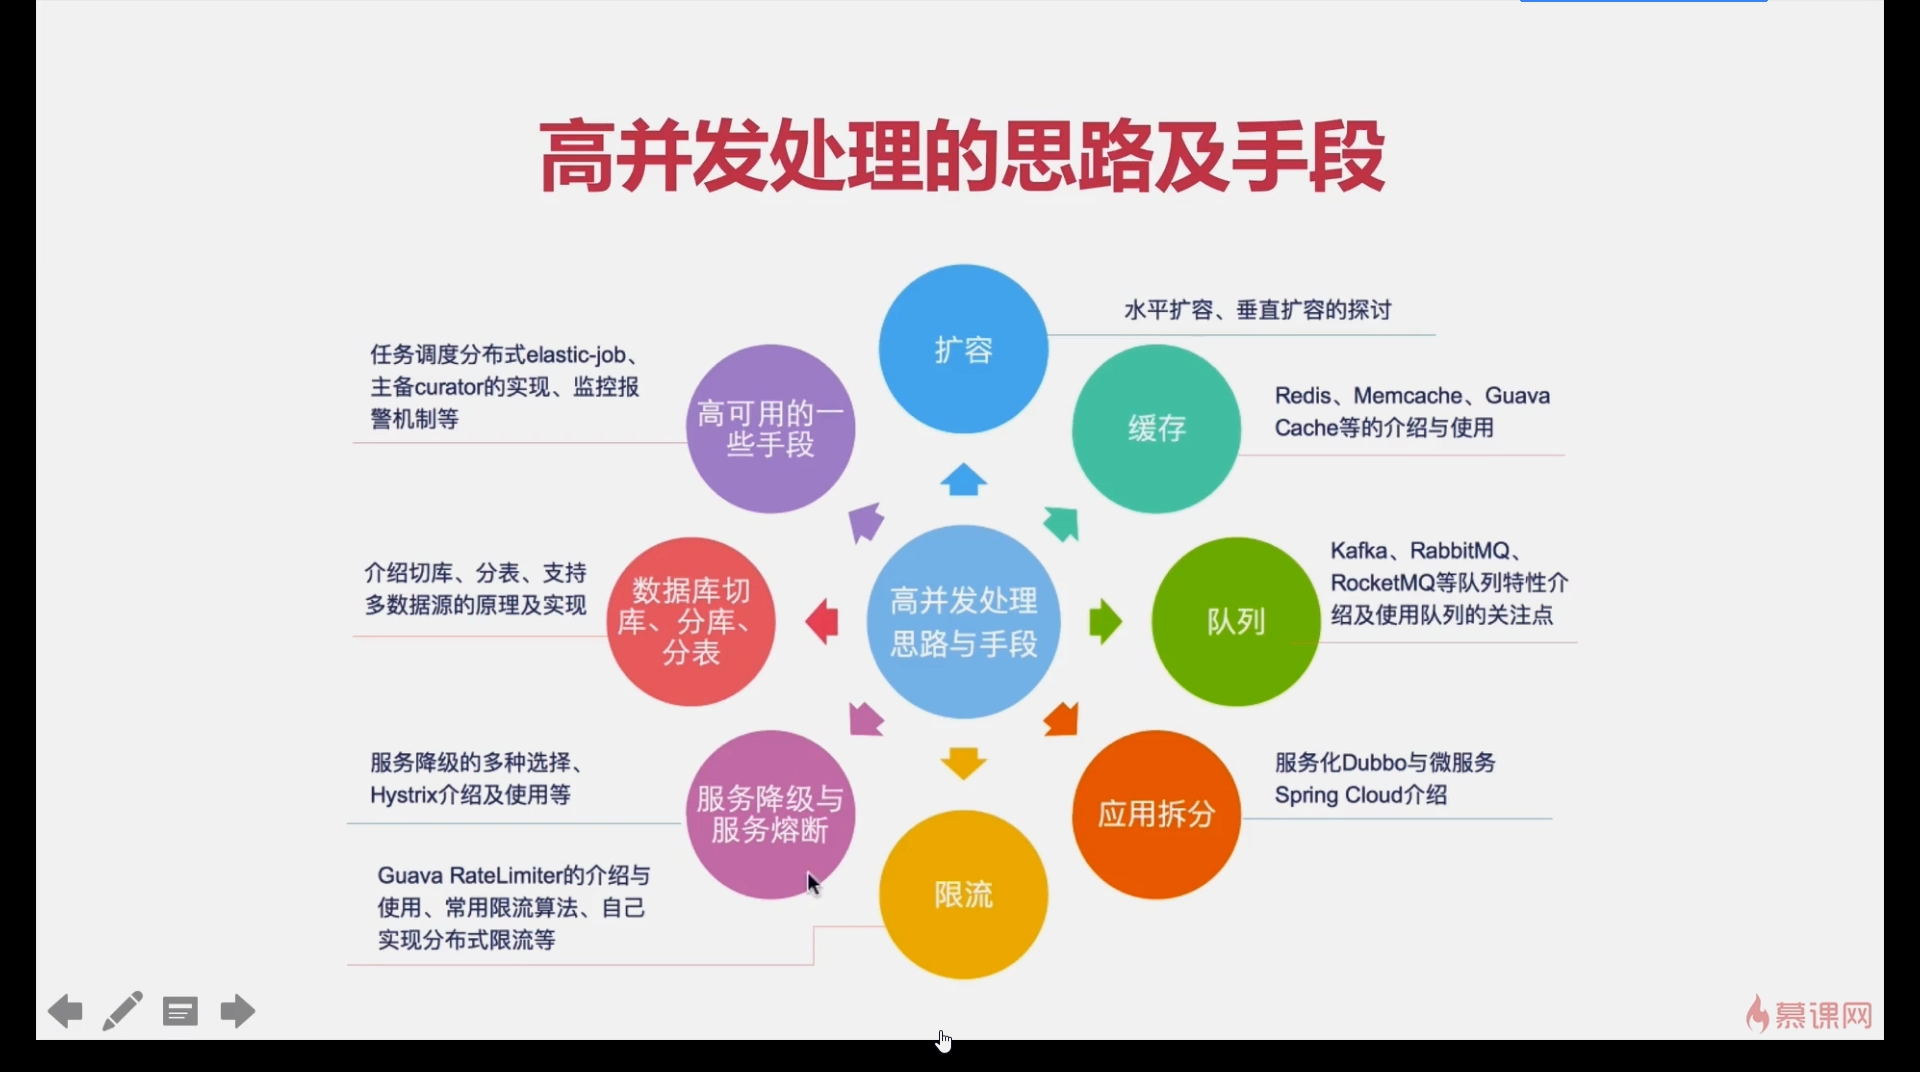 高并发处理的思路及手段
扩容
水平扩容、垂直扩容的探讨
缓存
Redis、Memcache、Guava
Cache等的介绍与使用
队列
Kafka、RabbitMQ、
RocketMQ等队列特性介
绍及使用队列的关注点
应用拆分
服务化Dubbo与微服务
Spring Cloud介绍
限流
Guava RateLimiter的介绍与
使用、常用限流算法、自己
实现分布式限流等
服务降级与
服务熔断
服务降级的多种选择、
Hystrix介绍及使用等
数据库切
库、分库、
分表
介绍切库、分表、支持
多数据源的原理及实现
高可用的一
些手段
任务调度分布式elastic-job、
主备curator的实现、监控报
警机制等
高并发处理
思路与手段
慕课网